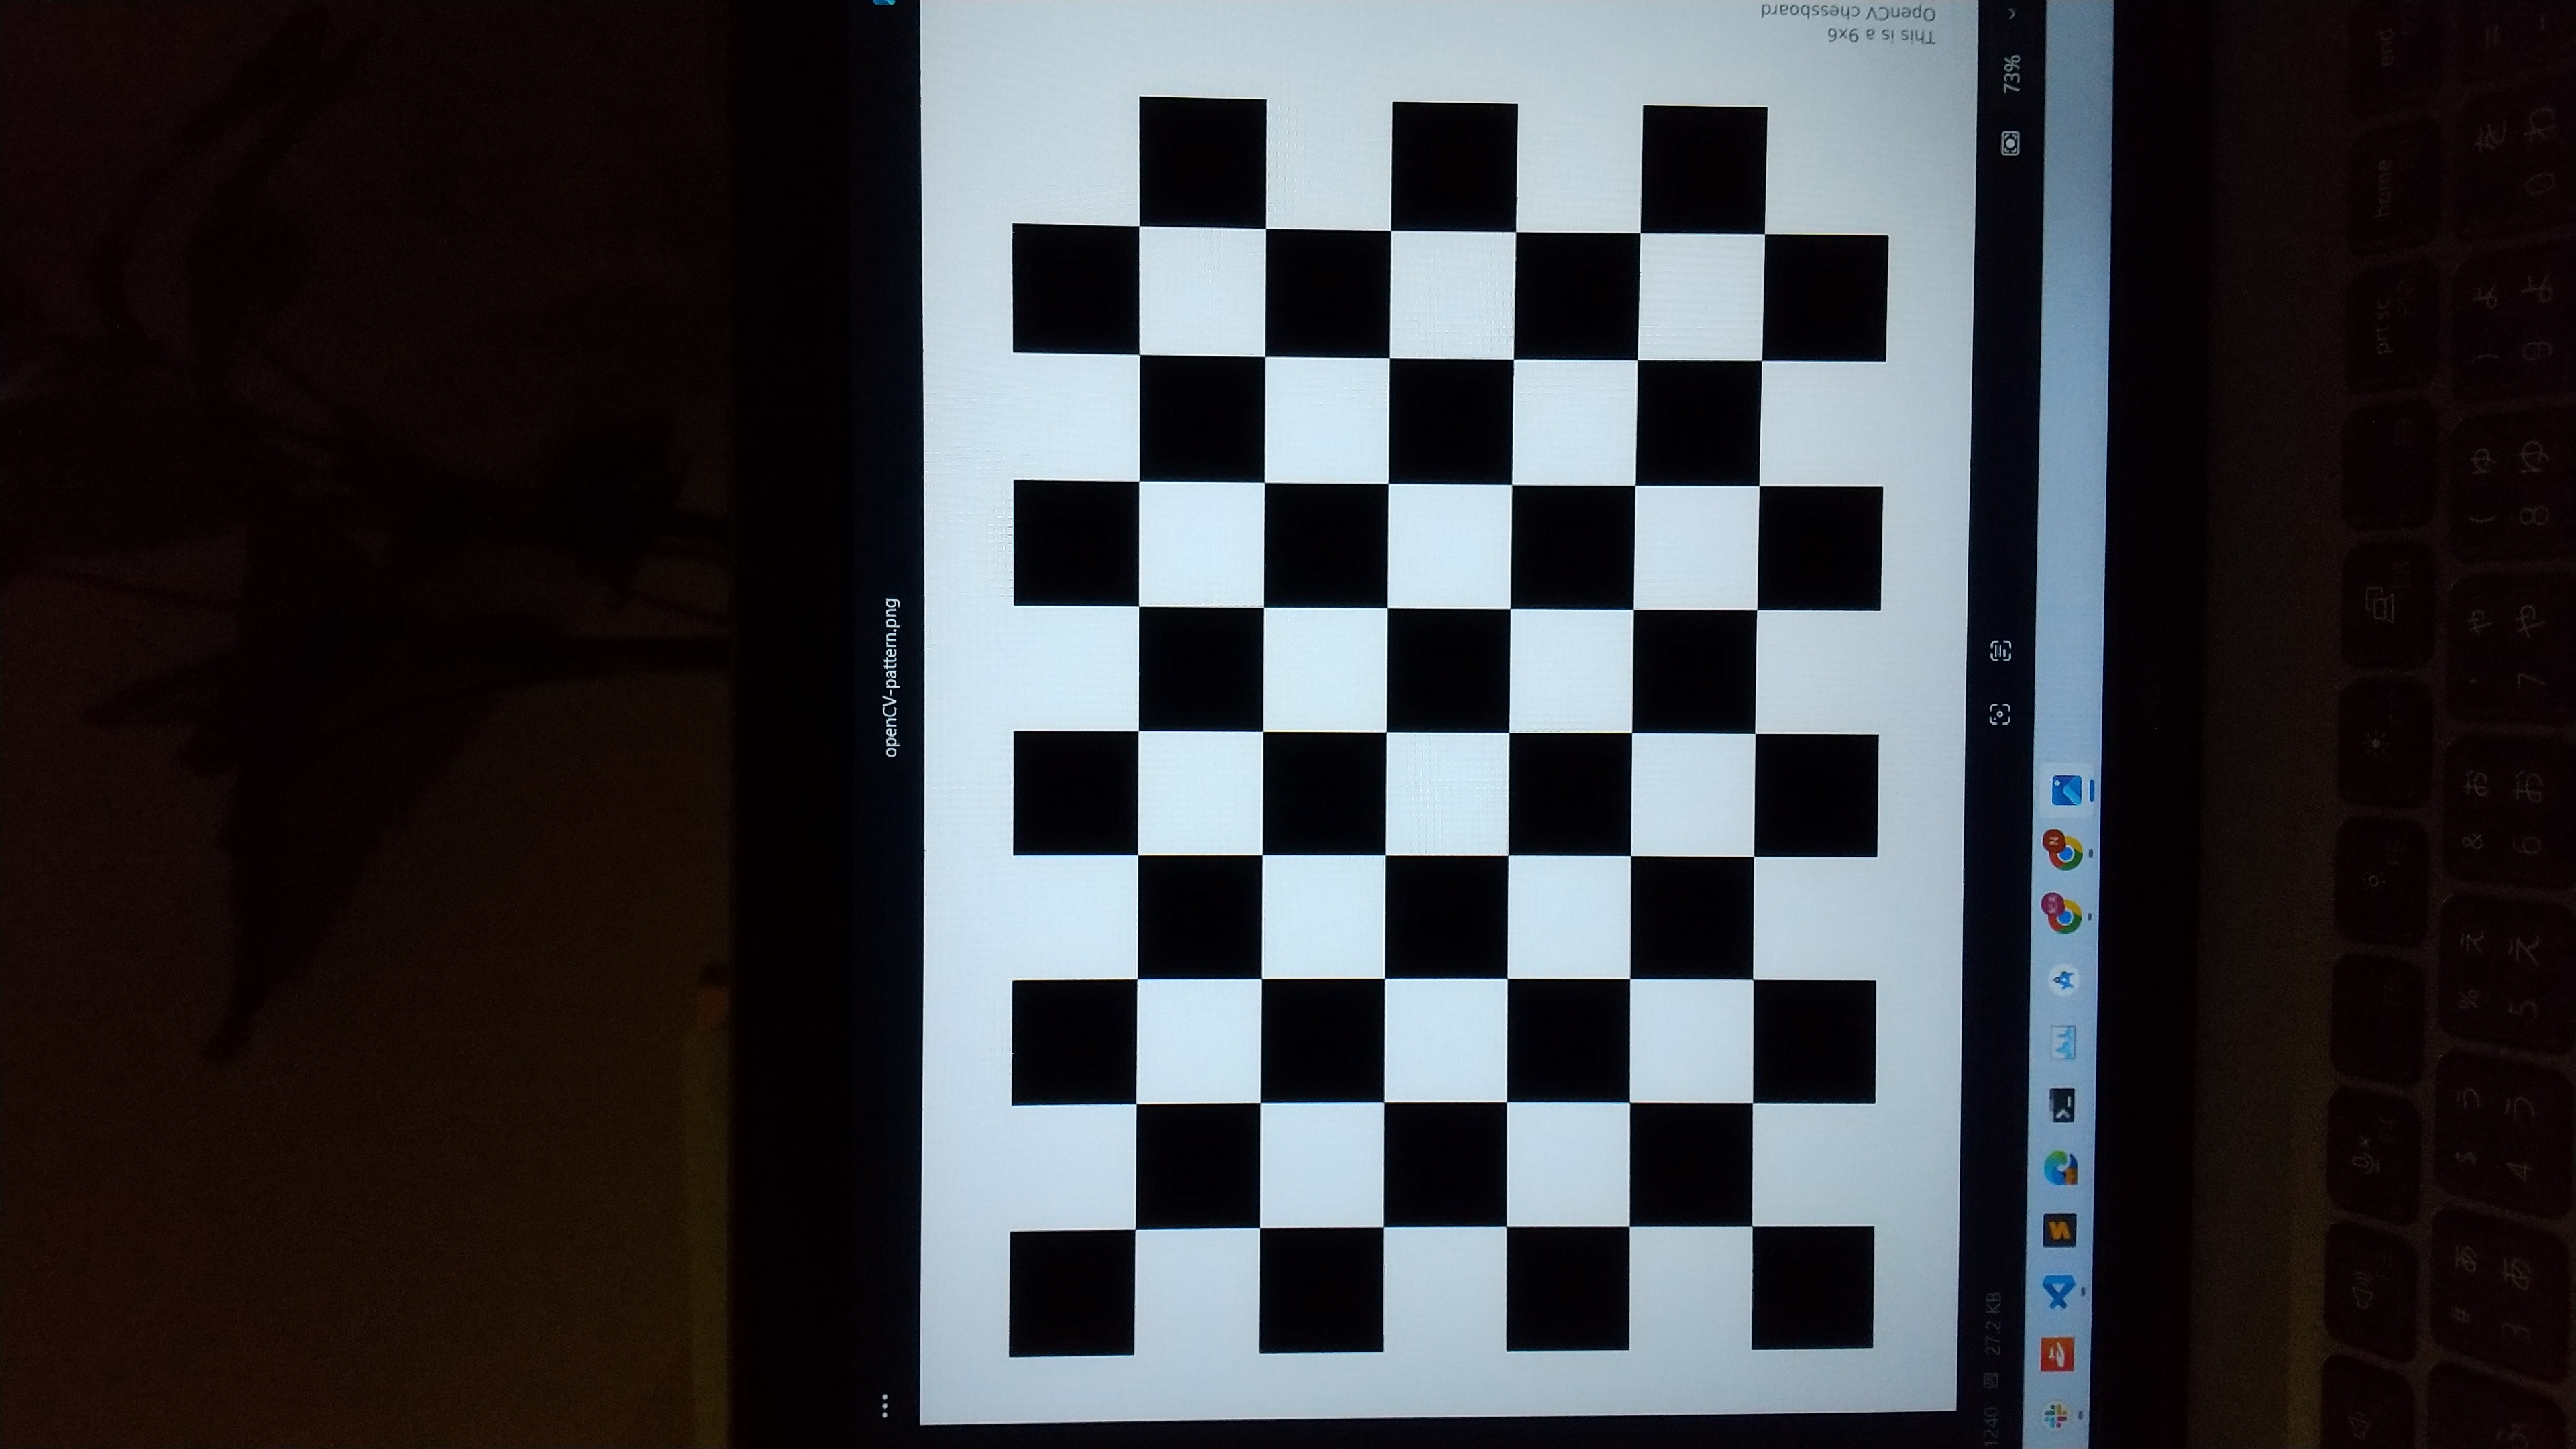 openCV-pattern.png
This is a 9x6
OpenCV chessboard
1240 27.2 KB
73%
N
prt sc home end
# あ $ う % え & お ' や ( ゆ ) よ を =
3 あ 4 う 5 え 6 お 7 や 8 ゆ 9 よ 0 わ -